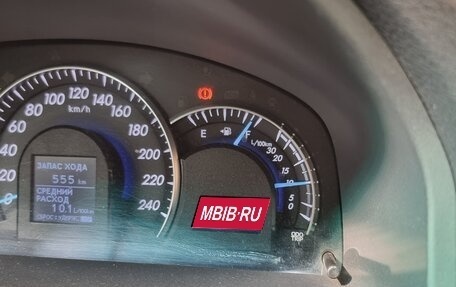 20
40
60
80
100
120
140
160
180
200
220
240
km/h
ЗАПАС ХОДА
555 km
СРЕДНИЙ
РАСХОД
10.1 L/100km
E
F
L/100km
30
20
15
10
5
0
ODO
TRIP
MBIB·RU